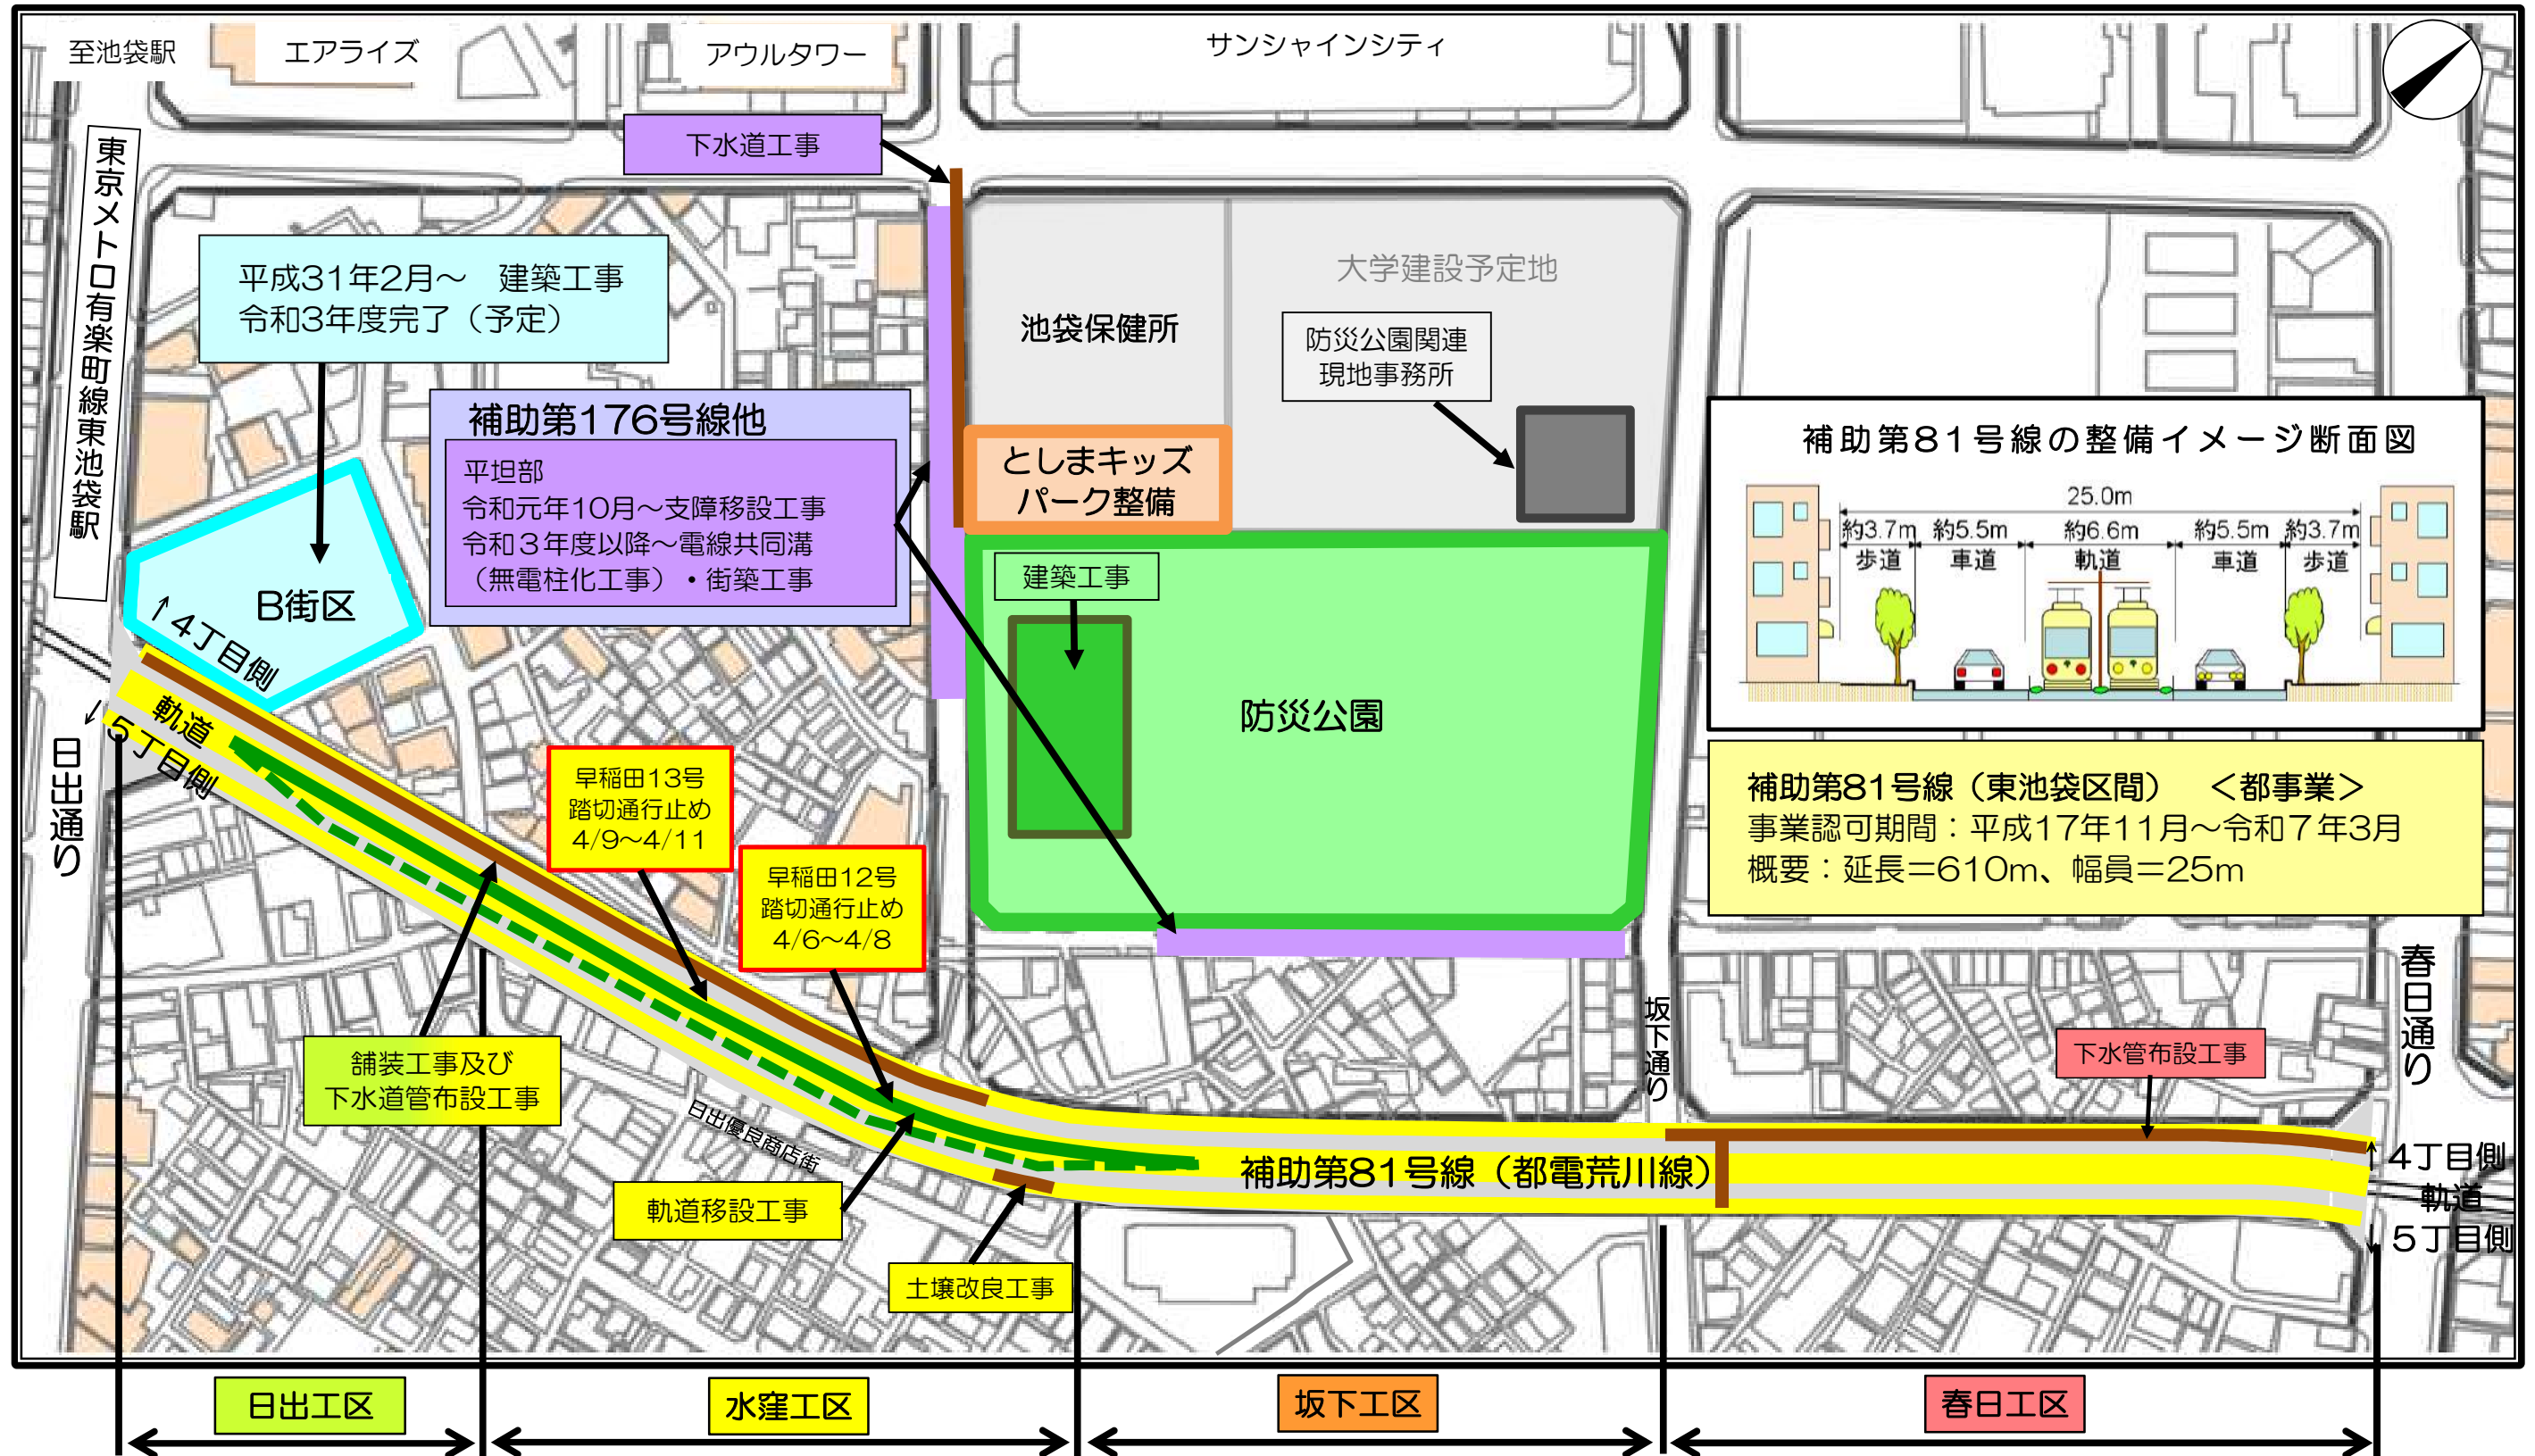 至池袋駅
エアライズ
アウルタワー
サンシャインシティ
東京メトロ有楽町線東池袋駅
下水道工事
平成31年2月～　建築工事
令和3年度完了（予定）
池袋保健所
大学建設予定地
防災公園関連
現地事務所
補助第176号線他
平坦部
令和元年10月～支障移設工事
令和３年度以降～電線共同溝
（無電柱化工事）・街築工事
としまキッズ
パーク整備
B街区
↑4丁目側
軌道
↓5丁目側
日出通り
建築工事
防災公園
補助第81号線の整備イメージ断面図
25.0m
約3.7m 約5.5m 約6.6m 約5.5m 約3.7m
歩道 車道 軌道 車道 歩道
補助第81号線（東池袋区間）　＜都事業＞
事業認可期間：平成17年11月～令和７年3月
概要：延長＝610m、幅員＝25m
早稲田13号
踏切通行止め
4/9～4/11
早稲田12号
踏切通行止め
4/6～4/8
舗装工事及び
下水道管布設工事
日出優良商店街
軌道移設工事
土壌改良工事
補助第81号線（都電荒川線）
坂下通り
下水管布設工事
春日通り
↑4丁目側
軌道
↓5丁目側
日出工区
水窪工区
坂下工区
春日工区